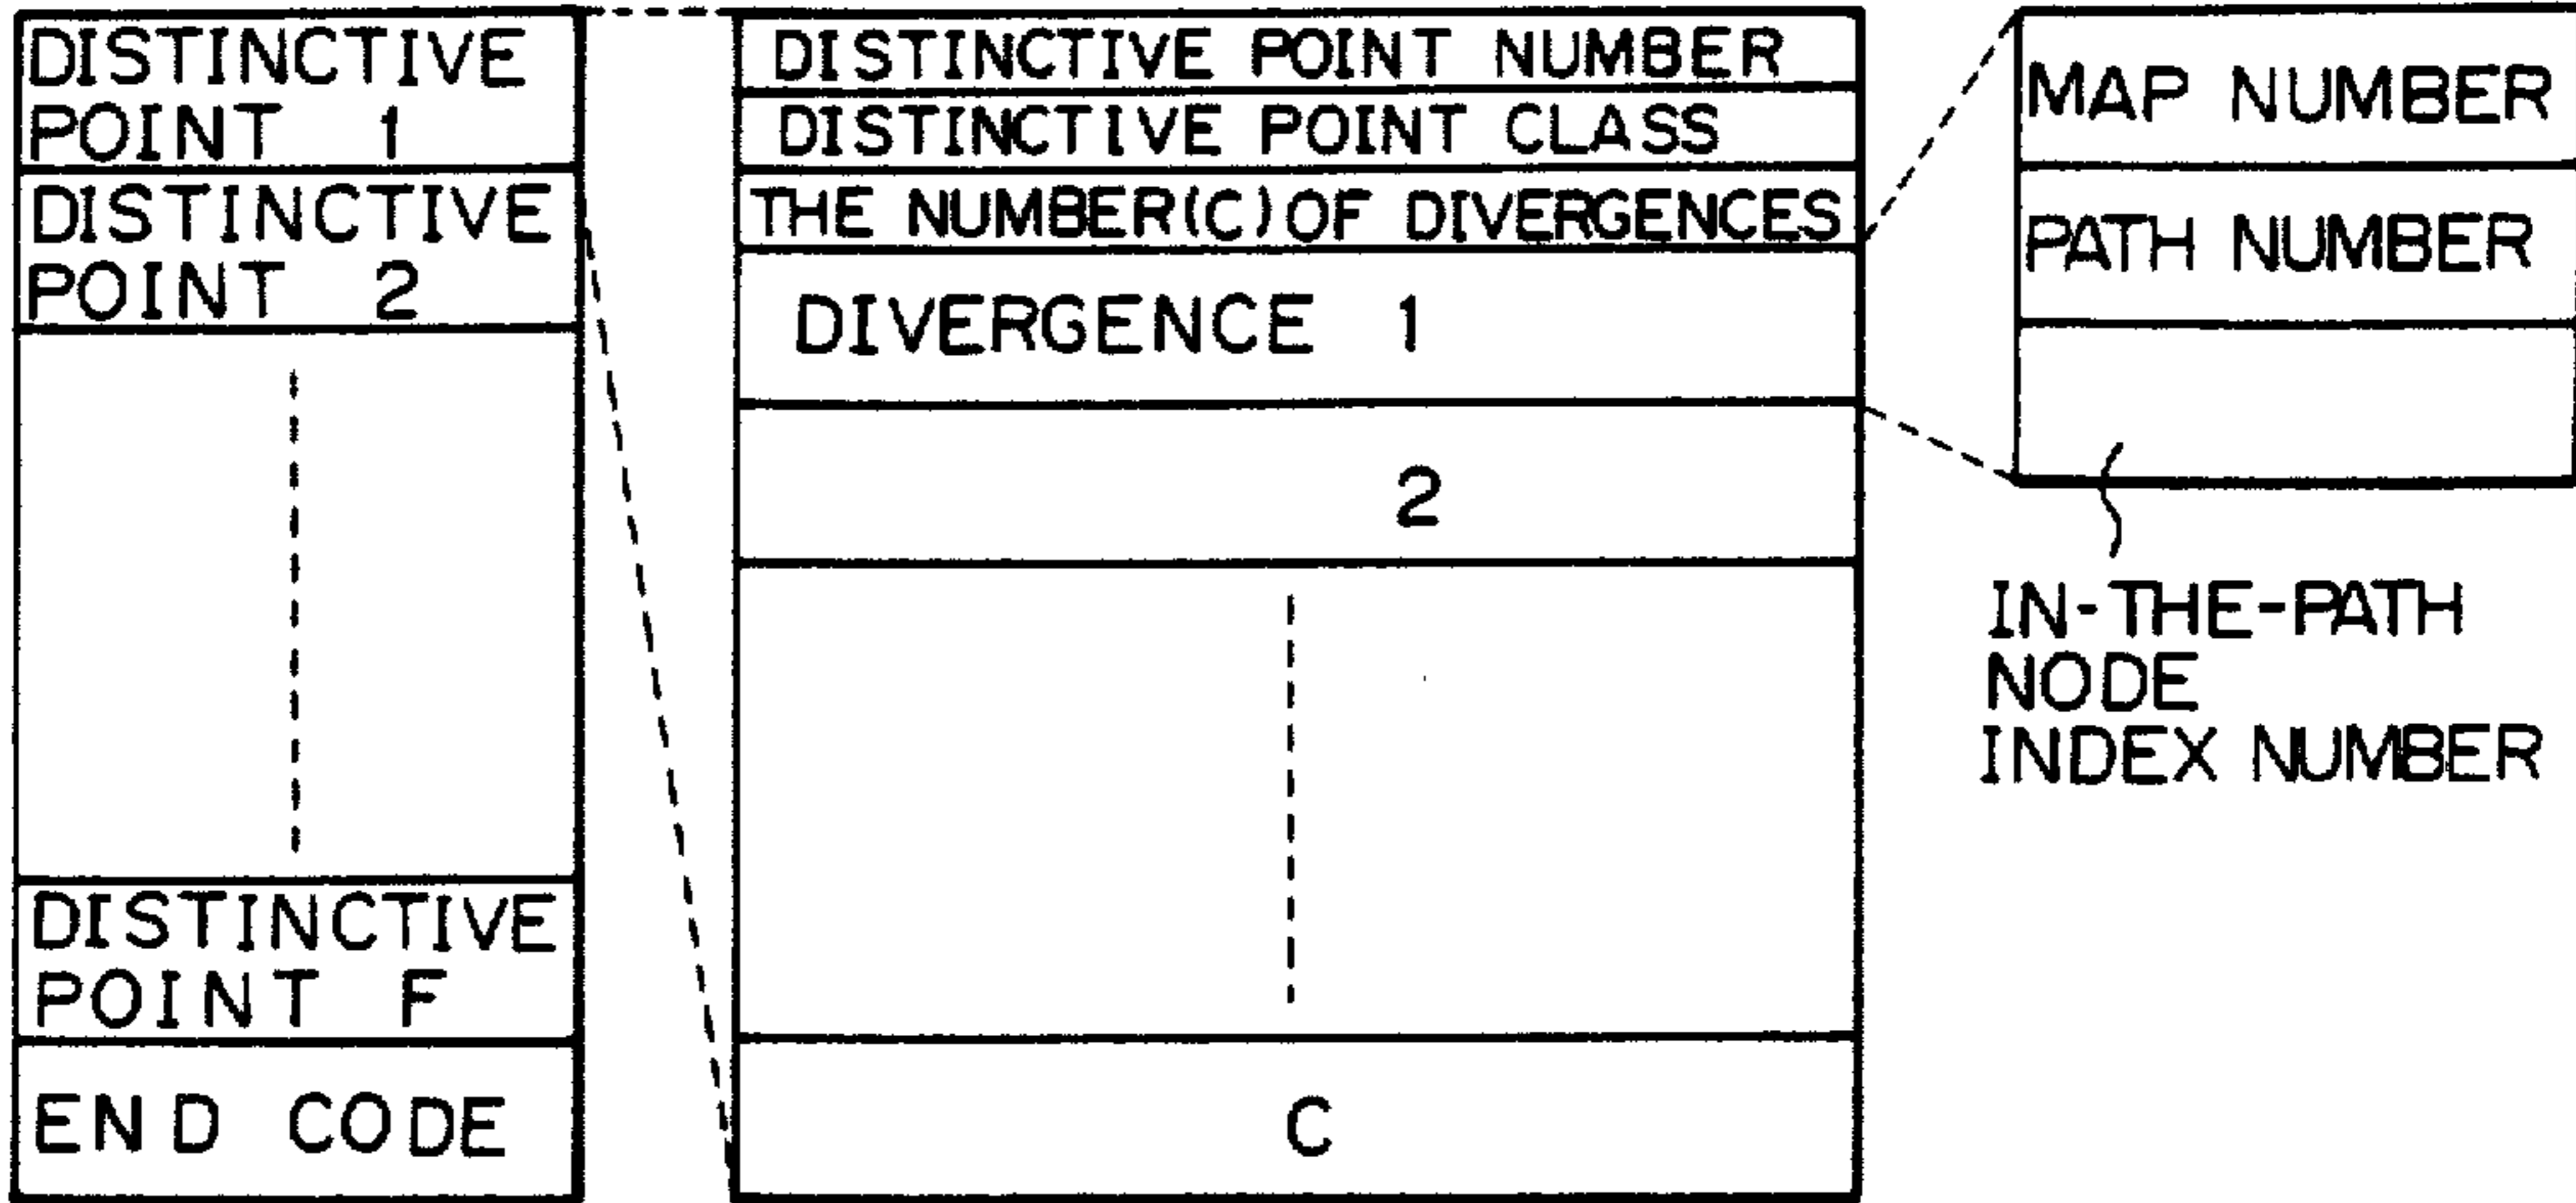 DISTINCTIVE
POINT 1
DISTINCTIVE
POINT 2
DISTINCTIVE
POINT F
END CODE
DISTINCTIVE POINT NUMBER
DISTINCTIVE POINT CLASS
THE NUMBER(C)OF DIVERGENCES
DIVERGENCE 1
2
C
MAP NUMBER
PATH NUMBER
IN-THE-PATH
NODE
INDEX NUMBER